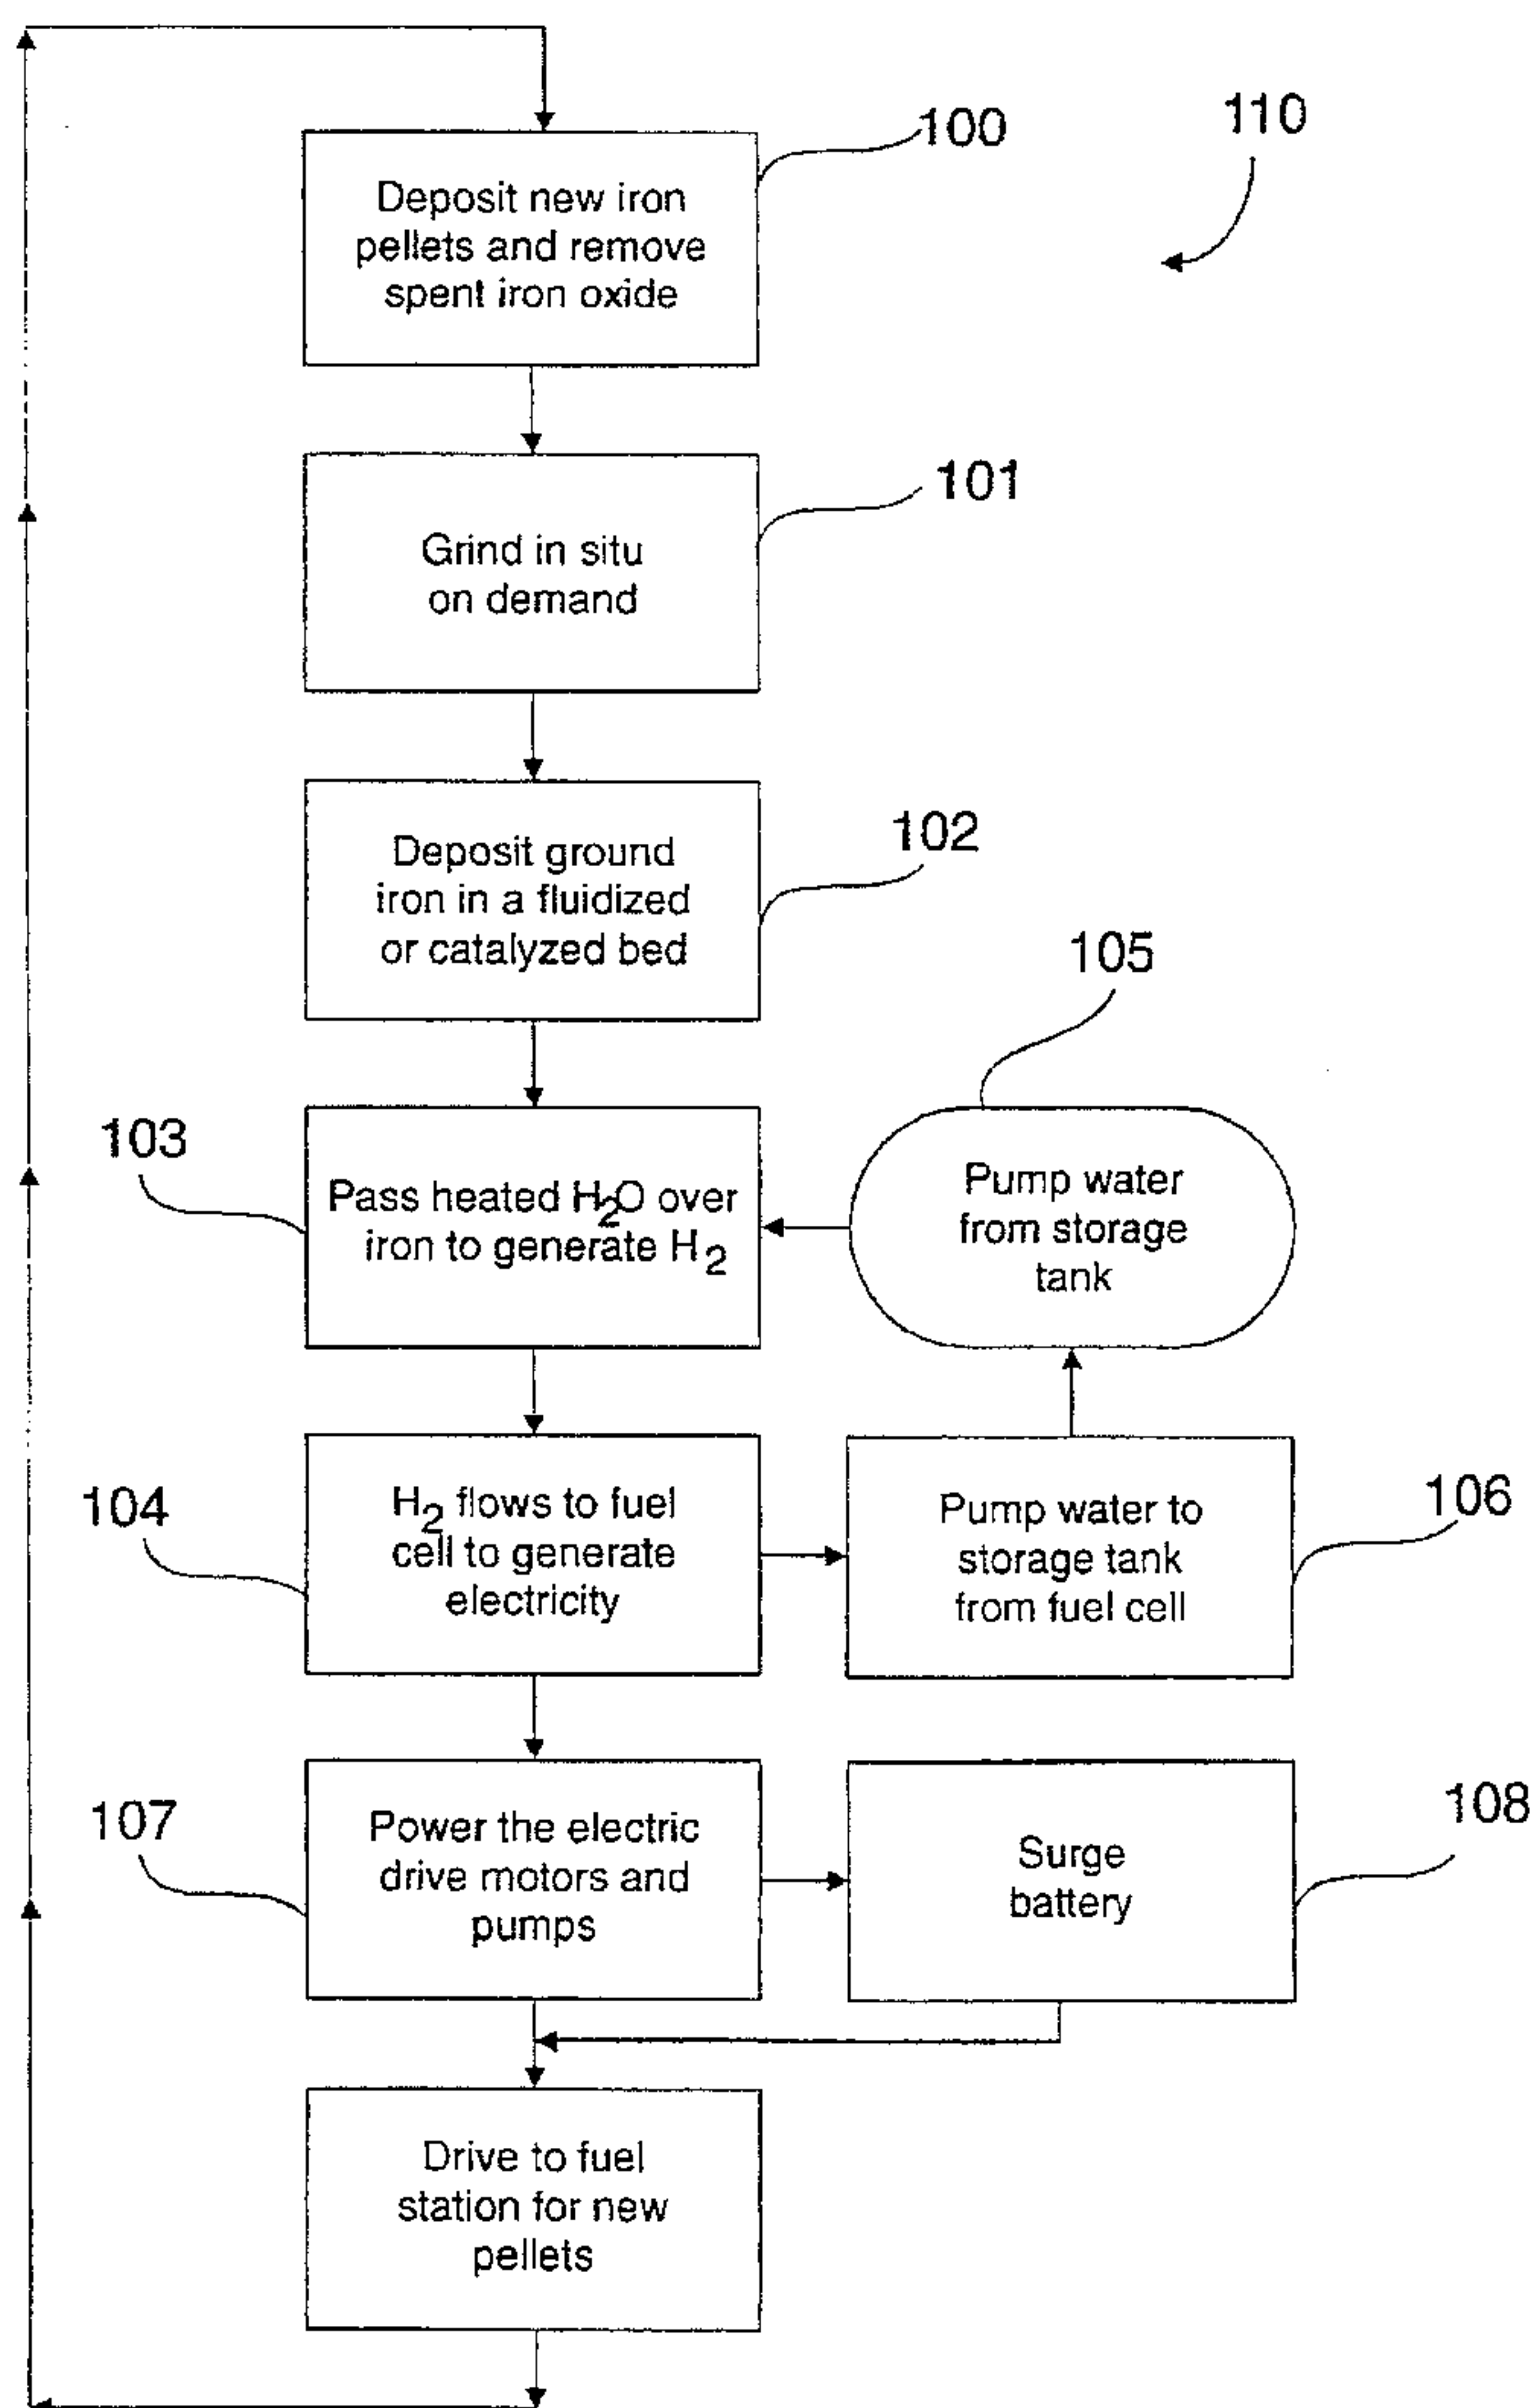 100
110
Deposit new iron
pellets and remove
spent iron oxide
101
Grind in situ
on demand
102
Deposit ground
iron in a fluidized
or catalyzed bed
105
103
Pass heated H2O over
iron to generate H2
Pump water
from storage
tank
104
H2 flows to fuel
cell to generate
electricity
106
Pump water to
storage tank
from fuel cell
107
Power the electric
drive motors and
pumps
108
Surge
battery
Drive to fuel
station for new
pellets